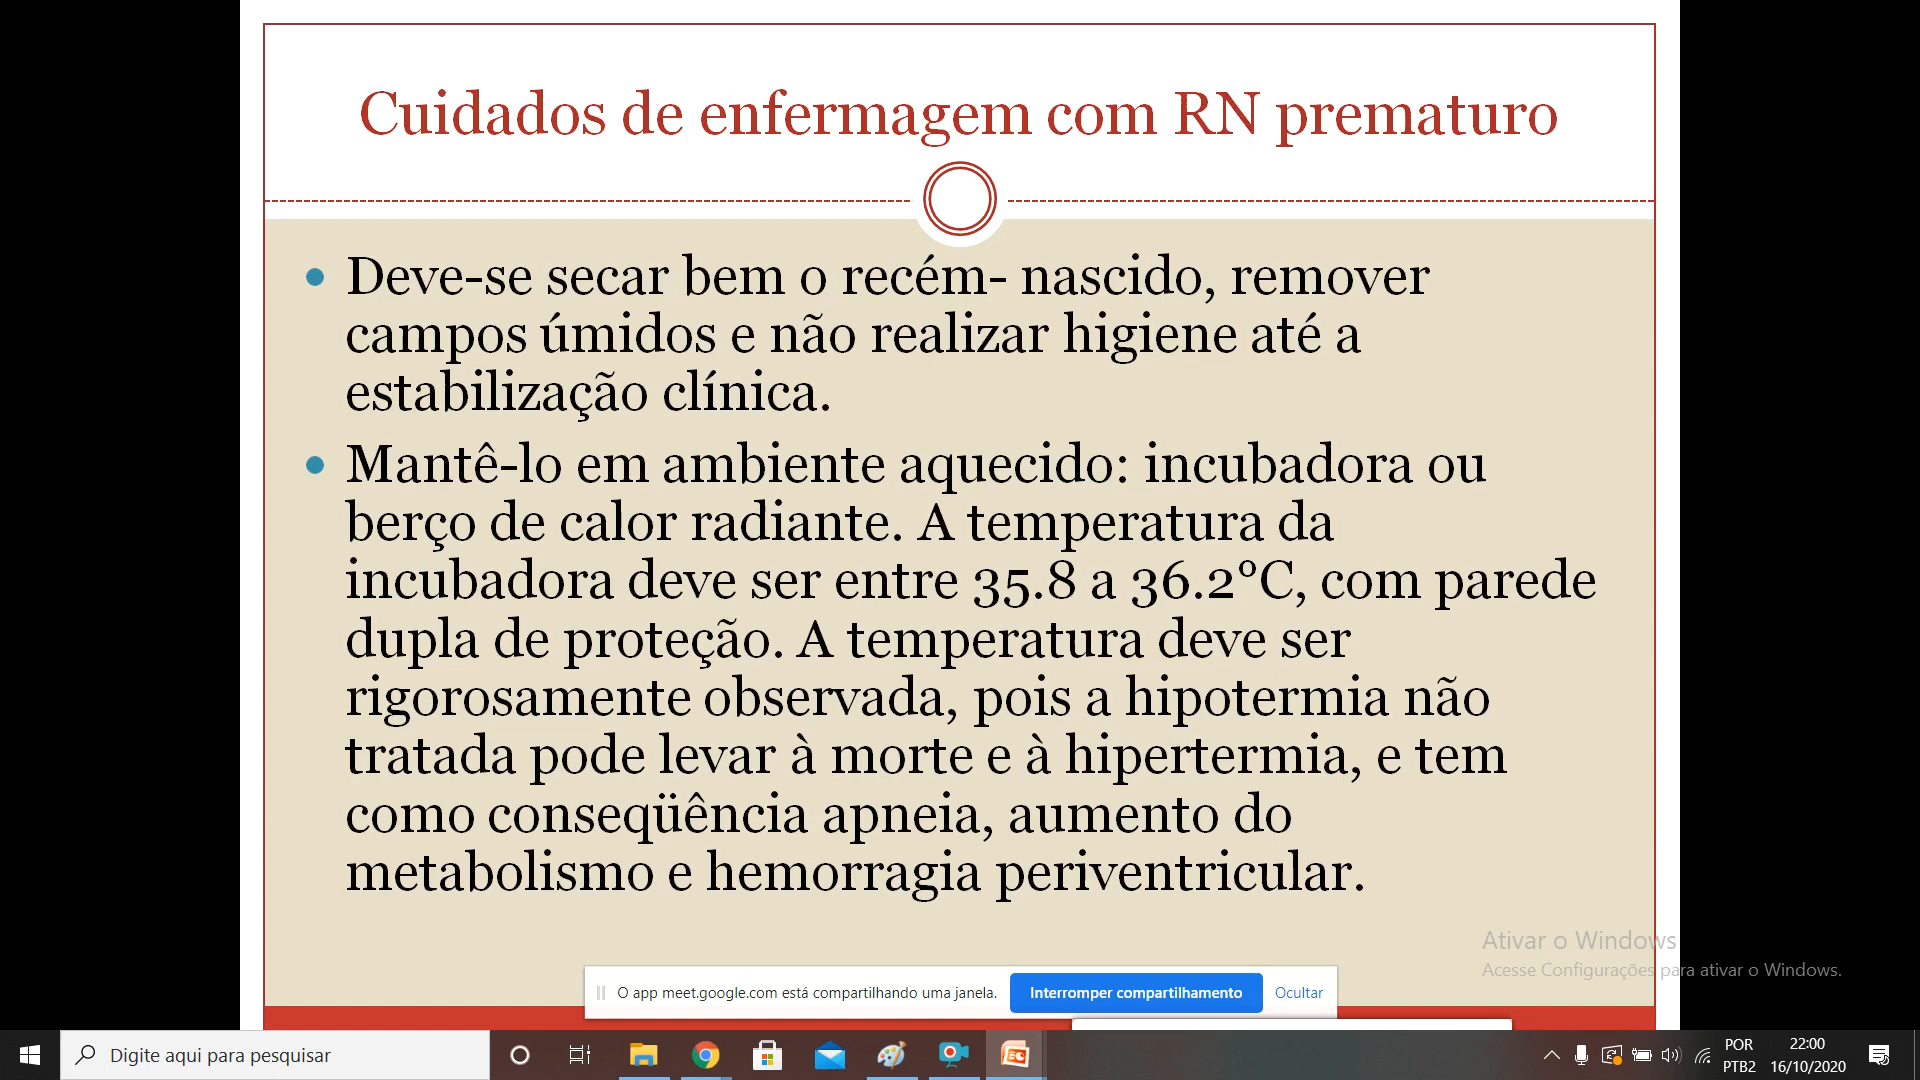 Cuidados de enfermagem com RN prematuro
Deve-se secar bem o recém- nascido, remover
campos úmidos e não realizar higiene até a
estabilização clínica.
Mantê-lo em ambiente aquecido: incubadora ou
berço de calor radiante. A temperatura da
incubadora deve ser entre 35.8 a 36.2°C, com parede
dupla de proteção. A temperatura deve ser
rigorosamente observada, pois a hipotermia não
tratada pode levar à morte e à hipertermia, e tem
como conseqüência apneia, aumento do
metabolismo e hemorragia periventricular.
Ativar o Windows
Acesse Configurações para ativar o Windows.
O app meet.google.com está compartilhando uma janela.
Interromper compartilhamento
Ocultar
Digite aqui para pesquisar
POR
PTB2
22:00
16/10/2020